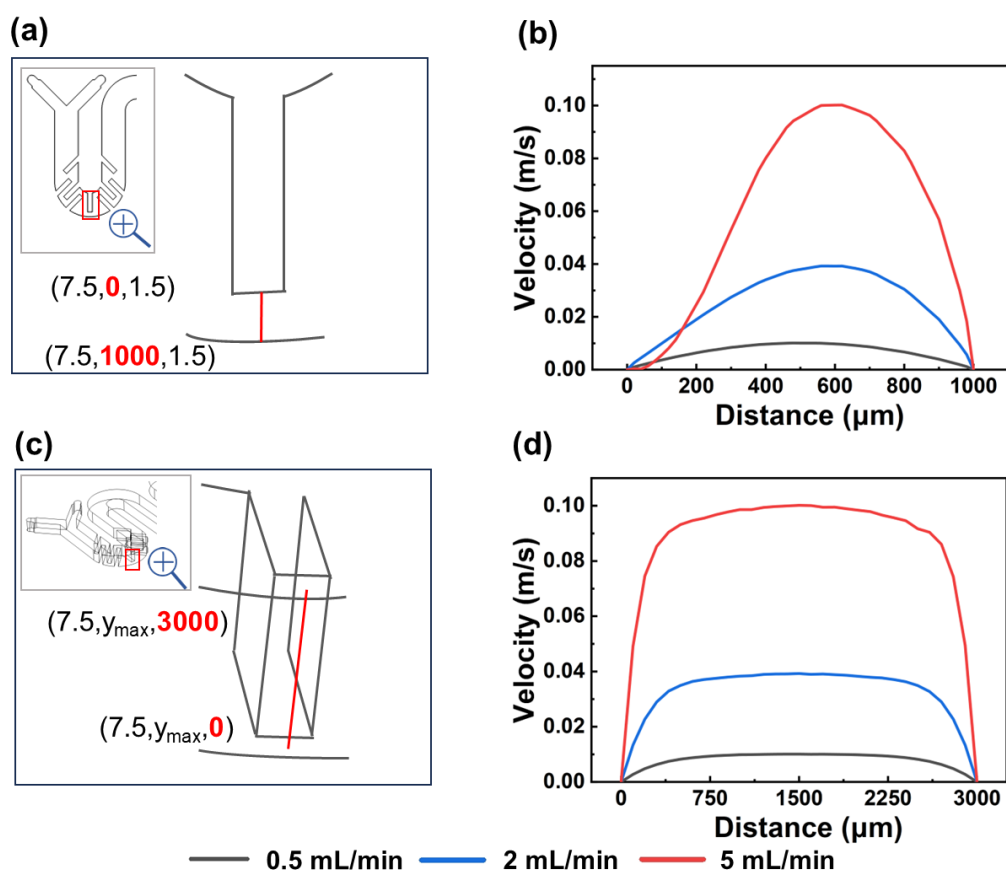 (a)
(7.5,0,1.5)
(7.5,1000,1.5)
(b)
Velocity (m/s)
0.10
0.08
0.06
0.04
0.02
0.00
0 200 400 600 800 1000
Distance (µm)
(c)
(7.5,ymax,3000)
(7.5,ymax,0)
(d)
Velocity (m/s)
0.10
0.08
0.06
0.04
0.02
0.00
0 750 1500 2250 3000
Distance (µm)
0.5 mL/min 2 mL/min 5 mL/min